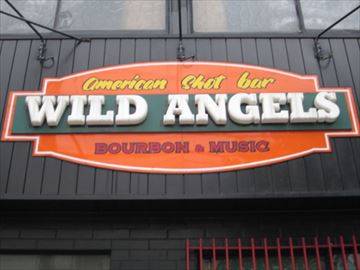 american shot bar
WILD ANGELS
BOURBON & MUSIC